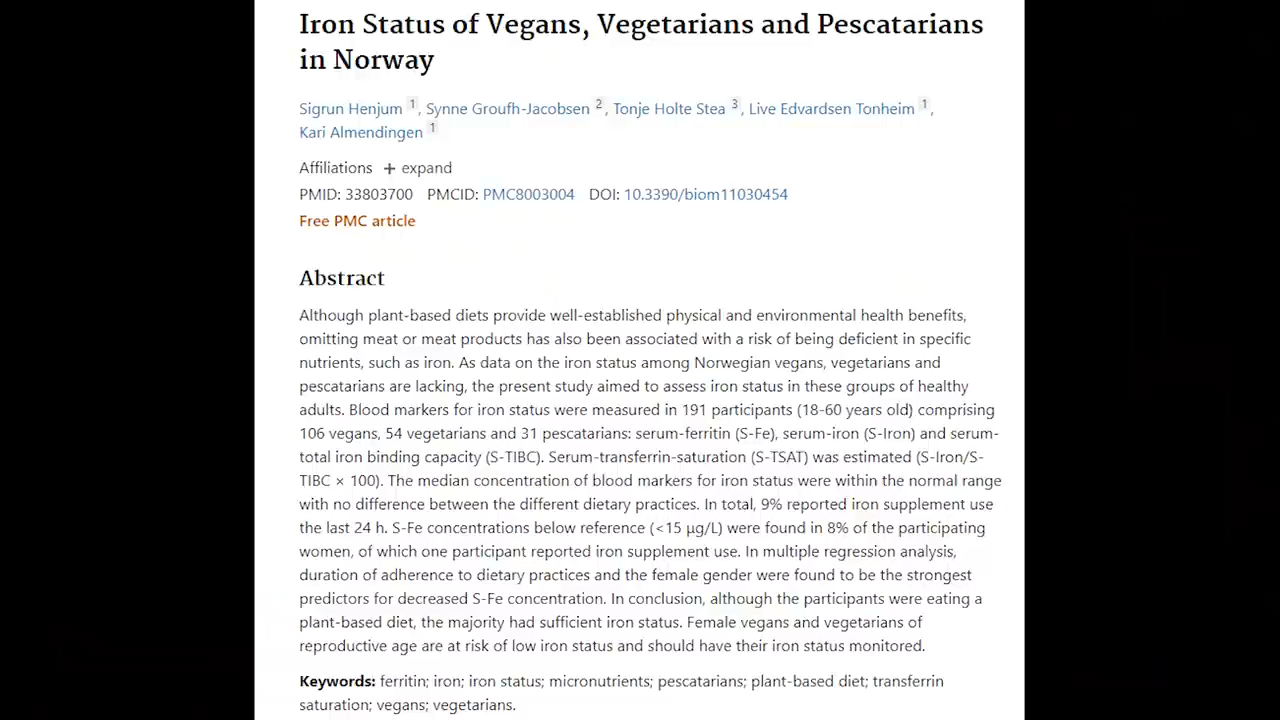 Iron Status of Vegans, Vegetarians and Pescatarians
in Norway
Sigrun Henjum 1, Synne Groufh-Jacobsen 2, Tonje Holte Stea 3, Live Edvardsen Tonheim 1,
Kari Almendingen 1
Affiliations + expand
PMID: 33803700 PMCID: PMC8003004 DOI: 10.3390/biom11030454
Free PMC article
Abstract
Although plant-based diets provide well-established physical and environmental health benefits,
omitting meat or meat products has also been associated with a risk of being deficient in specific
nutrients, such as iron. As data on the iron status among Norwegian vegans, vegetarians and
pescatarians are lacking, the present study aimed to assess iron status in these groups of healthy
adults. Blood markers for iron status were measured in 191 participants (18-60 years old) comprising
106 vegans, 54 vegetarians and 31 pescatarians: serum-ferritin (S-Fe), serum-iron (S-Iron) and serum-
total iron binding capacity (S-TIBC). Serum-transferrin-saturation (S-TSAT) was estimated (S-Iron/S-
TIBC × 100). The median concentration of blood markers for iron status were within the normal range
with no difference between the different dietary practices. In total, 9% reported iron supplement use
the last 24 h. S-Fe concentrations below reference (<15 µg/L) were found in 8% of the participating
women, of which one participant reported iron supplement use. In multiple regression analysis,
duration of adherence to dietary practices and the female gender were found to be the strongest
predictors for decreased S-Fe concentration. In conclusion, although the participants were eating a
plant-based diet, the majority had sufficient iron status. Female vegans and vegetarians of
reproductive age are at risk of low iron status and should have their iron status monitored.
Keywords: ferritin; iron; iron status; micronutrients; pescatarians; plant-based diet; transferrin
saturation; vegans; vegetarians.